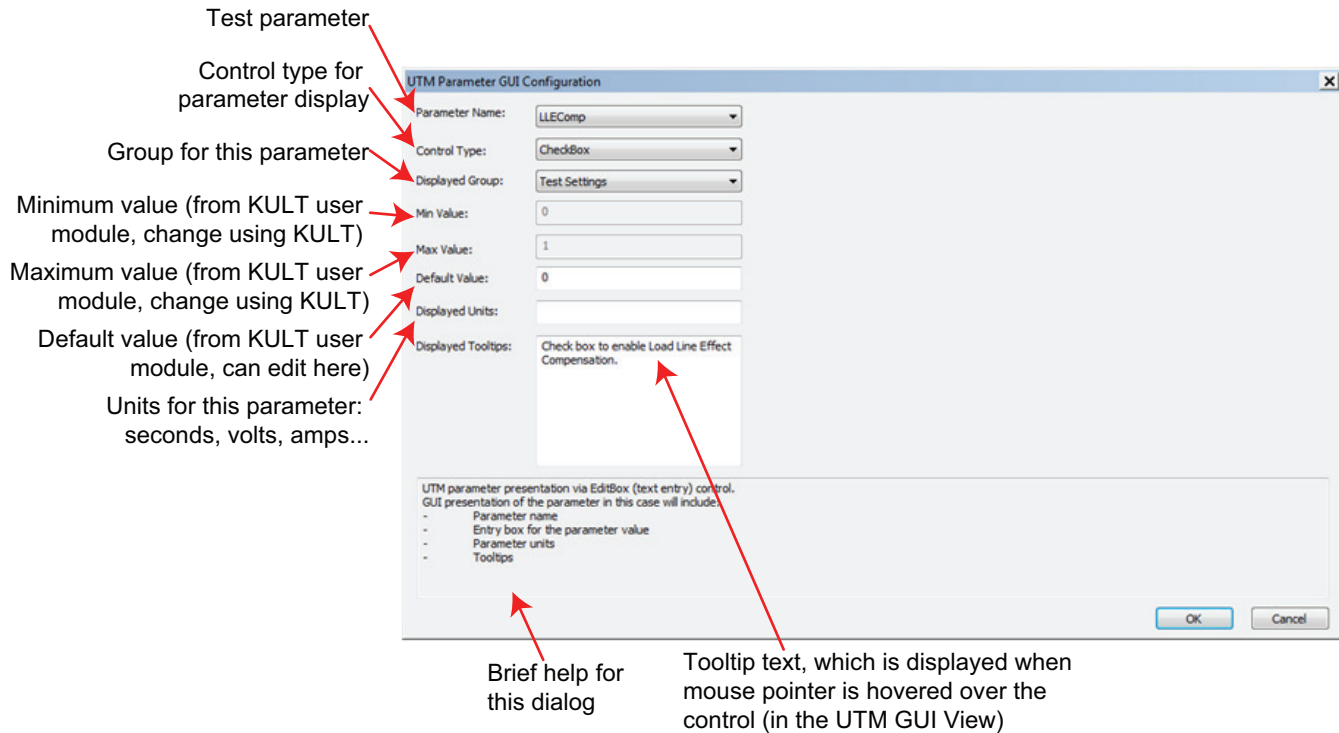 Test parameter
Control type for
parameter display
Group for this parameter
Minimum value (from KULT user
module, change using KULT)
Maximum value (from KULT user
module, change using KULT)
Default value (from KULT user
module, can edit here)
Units for this parameter:
seconds, volts, amps...
UTM Parameter GUI Configuration
Parameter Name:
LLEComp
Control Type:
CheckBox
Displayed Group:
Test Settings
Min Value:
0
Max Value:
1
Default Value:
0
Displayed Units:
Displayed Tooltips:
Check box to enable Load Line Effect
Compensation.
UTM parameter presentation via EditBox (text entry) control.
GUI presentation of the parameter in this case will include:
- Parameter name
- Entry box for the parameter value
- Parameter units
- Tooltips
OK
Cancel
Brief help for
this dialog
Tooltip text, which is displayed when
mouse pointer is hovered over the
control (in the UTM GUI View)